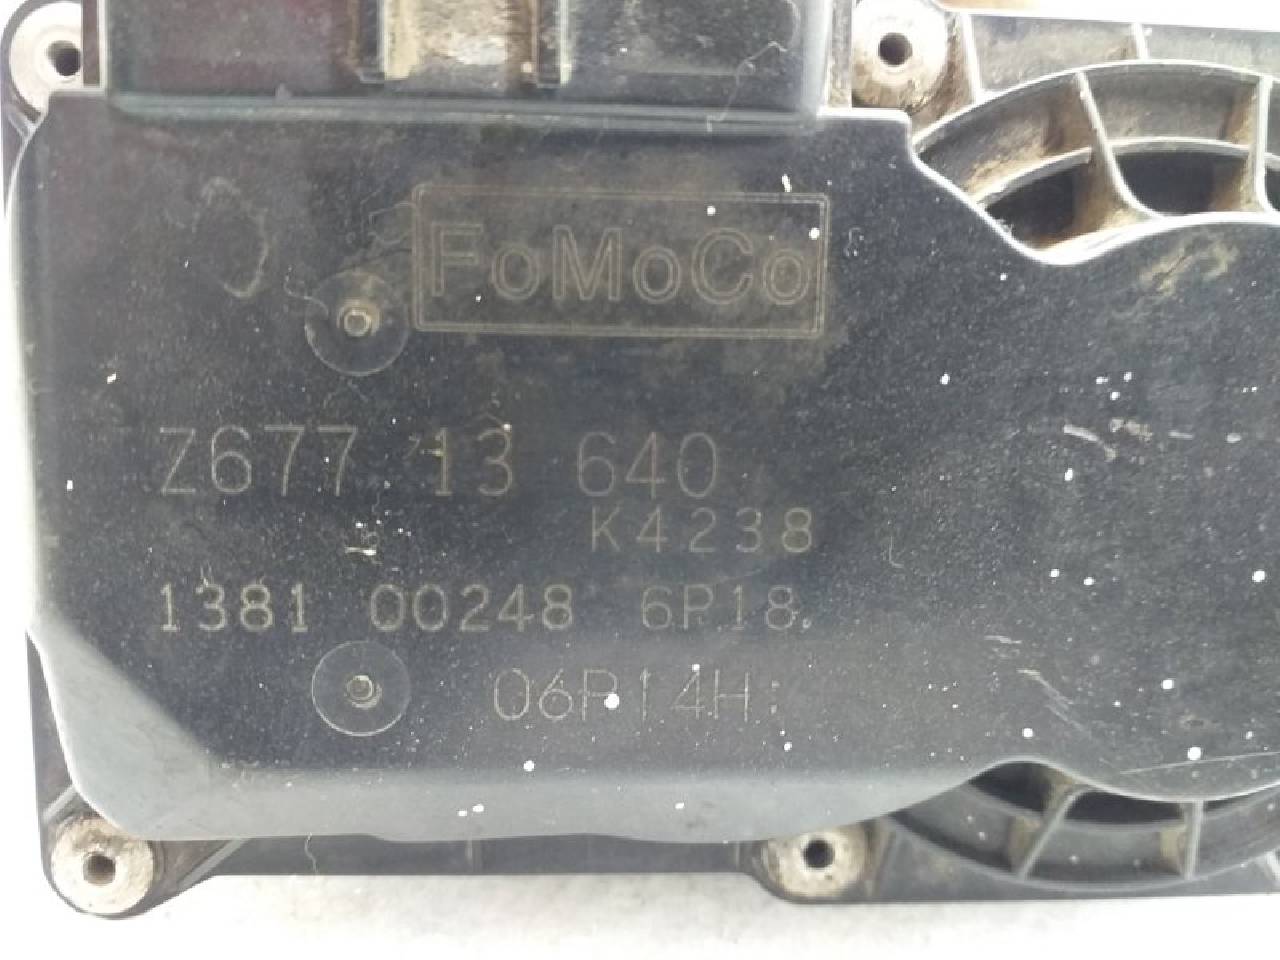 FoMoCo
Z677 13 640
K4238
1381 00248 6P18
06P14H